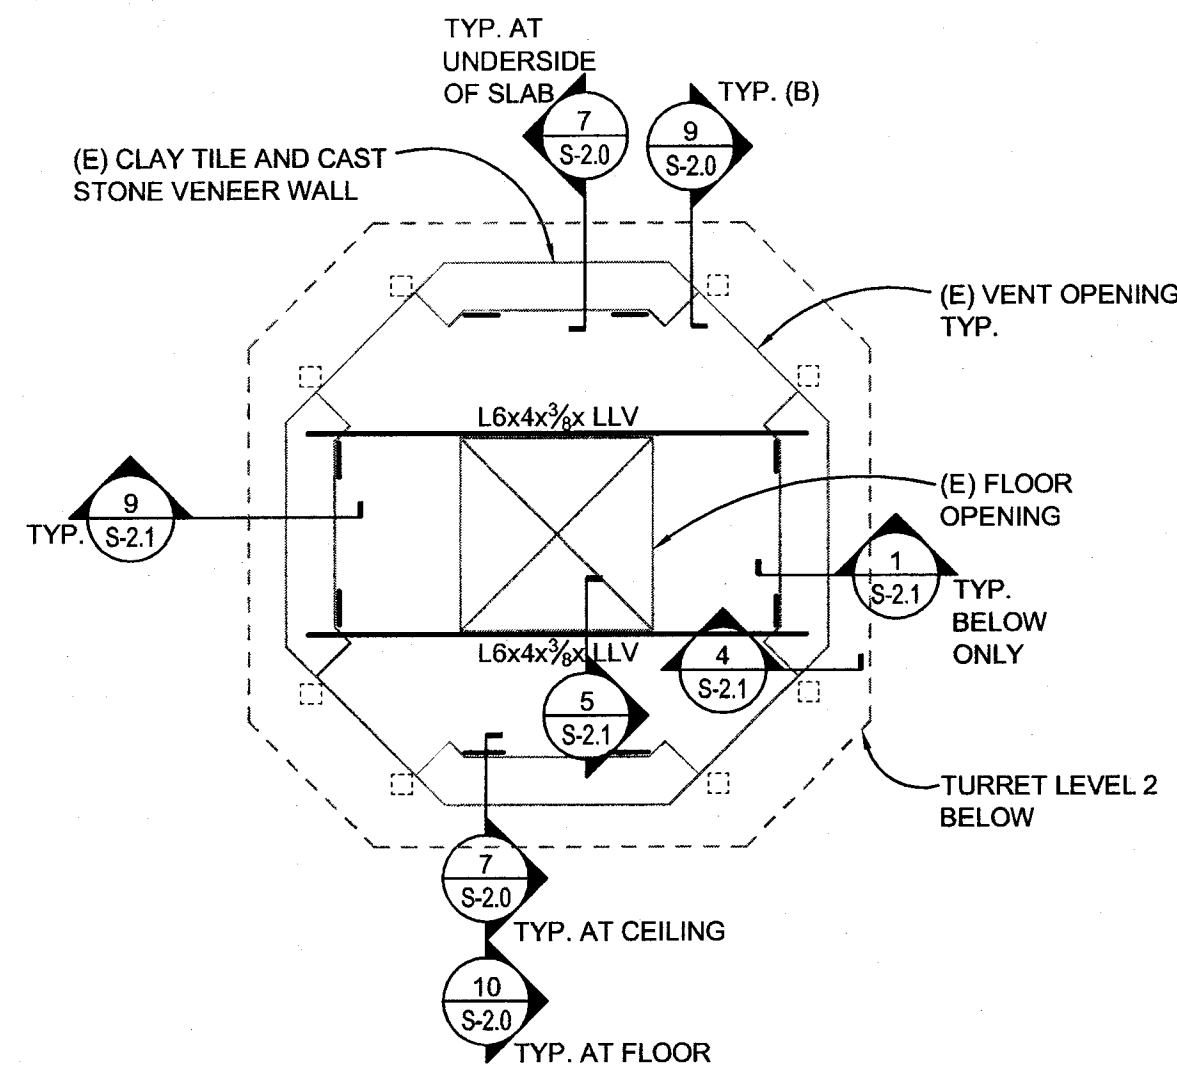 TYP. AT
UNDERSIDE
OF SLAB
7
S-2.0
9
S-2.0
TYP. (B)
(E) CLAY TILE AND CAST
STONE VENEER WALL
(E) VENT OPENING
TYP.
L6x4x⅜x LLV
(E) FLOOR
OPENING
TYP.
9
S-2.1
1
S-2.1
TYP.
BELOW
ONLY
L6x4x⅜x LLV
4
S-2.1
5
S-2.1
TURRET LEVEL 2
BELOW
7
S-2.0
TYP. AT CEILING
10
S-2.0
TYP. AT FLOOR